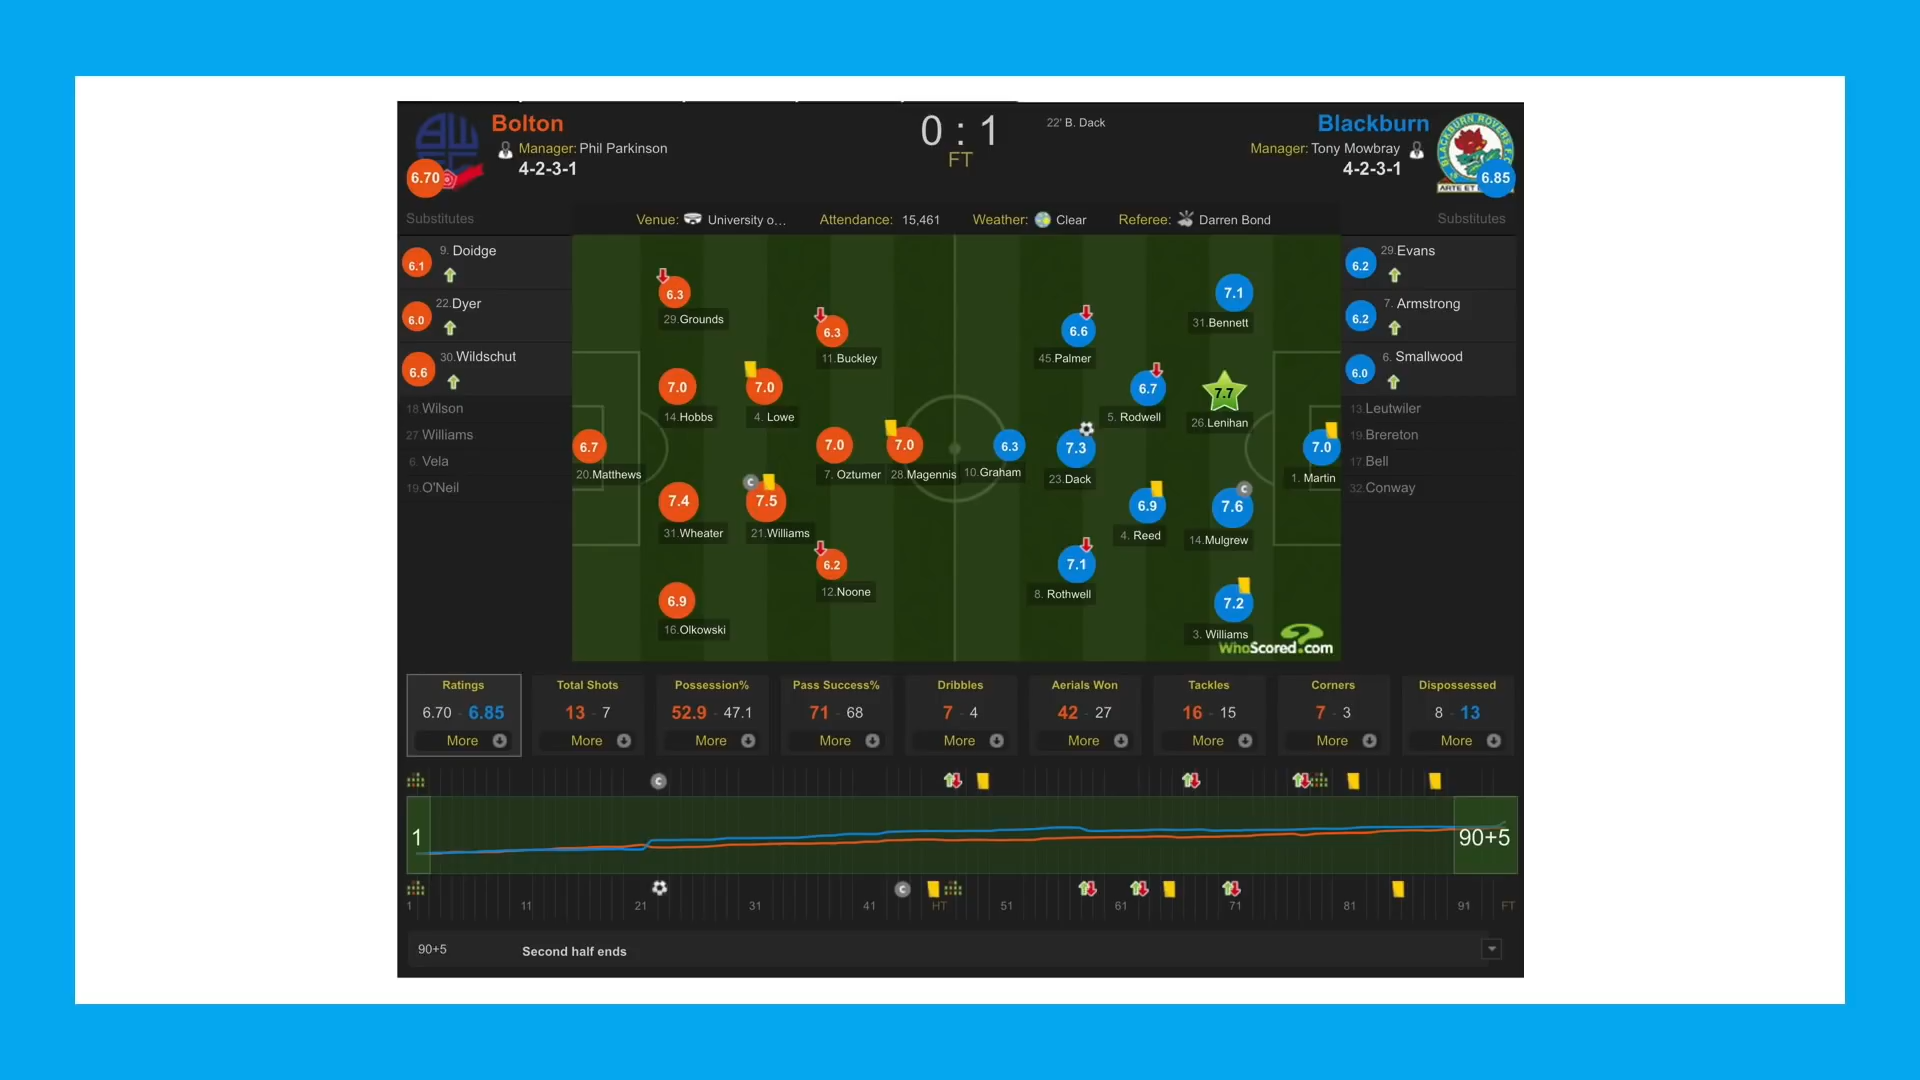 Bolton
Manager: Phil Parkinson
4-2-3-1
6.70
0 : 1
FT
22' B. Dack
Blackburn
Manager: Tony Mowbray
4-2-3-1
6.85
ARTE ET
Substitutes
Venue: University o...
Attendance: 15,461
Weather: Clear
Referee: Darren Bond
Substitutes
6.1
9. Doidge
6.0
22.Dyer
6.6
30.Wildschut
18.Wilson
27 Williams
6. Vela
19.O'Neil
6.3
29.Grounds
6.3
11.Buckley
7.0
14.Hobbs
7.0
4. Lowe
6.7
20.Matthews
7.0
7. Oztumer
7.0
28.Magennis
7.4
31.Wheater
C
7.5
21.Williams
6.2
12.Noone
6.9
16.Olkowski
7.1
31.Bennett
6.6
45.Palmer
6.7
5. Rodwell
7.7
26.Lenihan
6.3
10.Graham
7.3
23.Dack
7.0
1. Martin
6.9
4. Reed
C
7.6
14.Mulgrew
7.1
8. Rothwell
7.2
3. Williams
WhoScored.com
6.2
29.Evans
6.2
7. Armstrong
6.0
6. Smallwood
13.Leutwiler
19.Brereton
17 Bell
32.Conway
Ratings
6.70 - 6.85
More
Total Shots
13 - 7
More
Possession%
52.9 - 47.1
More
Pass Success%
71 - 68
More
Dribbles
7 - 4
More
Aerials Won
42 - 27
More
Tackles
16 - 15
More
Corners
7 - 3
More
Dispossessed
8 - 13
More
C
1
90+5
C
1 11 21 31 41 HT 51 61 71 81 91 FT
90+5 Second half ends